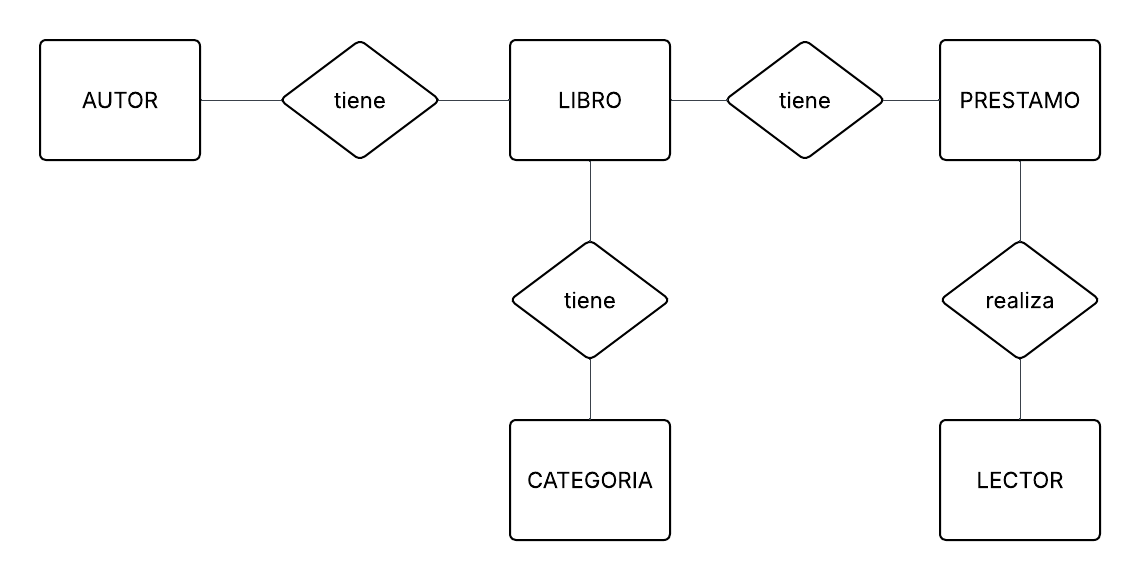 AUTOR
tiene
LIBRO
tiene
PRESTAMO
tiene
realiza
CATEGORIA
LECTOR